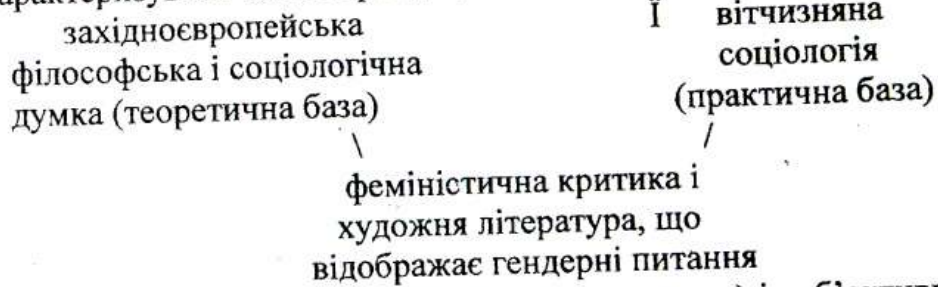 західноєвропейська
філософська і соціологічна
думка (теоретична база)
Ї вітчизняна
соціологія
(практична база)
\ /
феміністична критика і
художня література, що
відображає гендерні питання